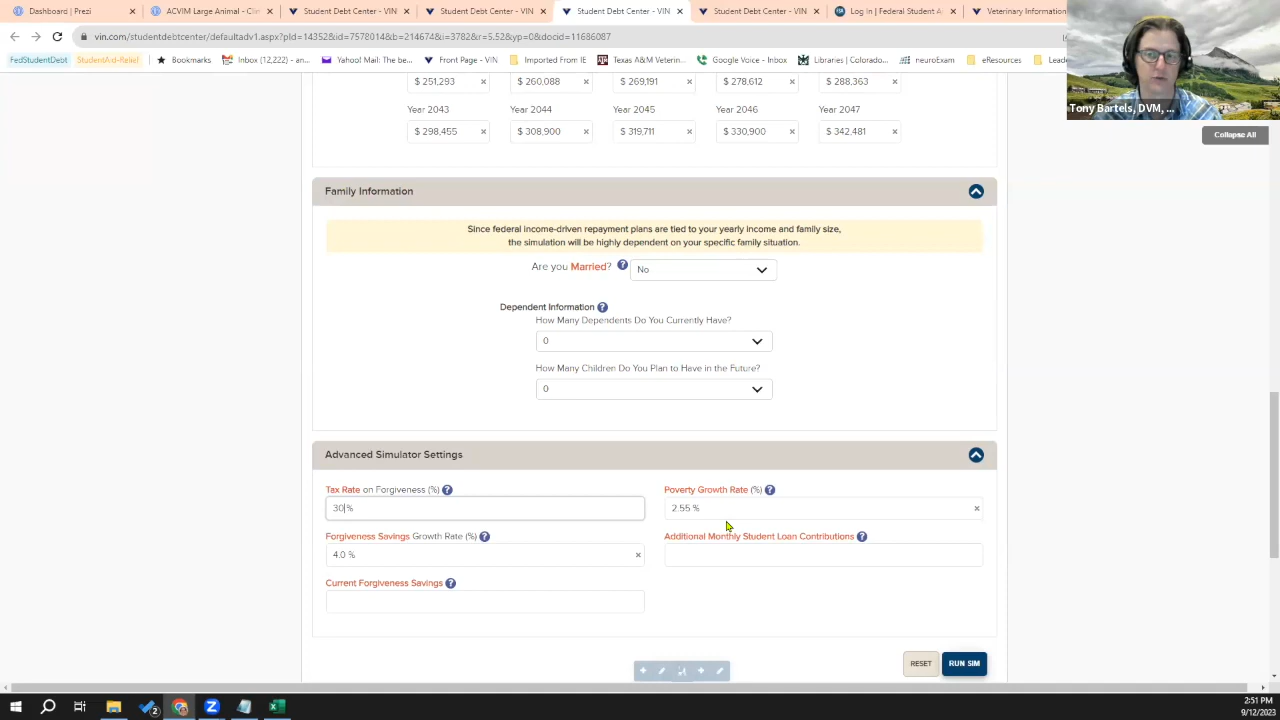 Dashboard | Prezi
ACVIM Large Animal - Clin
Student Debt Center - VIN
Student Debt Center - VIN
Student Debt Center - VIN
Student Debt Center - VIN
Log In | Federal Student A
Veterinary Information
vin.com/studentdebtcenter/defaultadv1.aspx?pId=14352&id=7578014&b=214674&i=3782&r=5.52&yp=0&docid=11686087
FedStudentDebt
StudentAid-Relief
Bookmarks
Inbox (12,222) - an...
Yahoo! Mail: The be...
Front Page - VIN
Imported From IE
Texas A&M Veterin...
Google Voice - Inbox
Libraries | Colorado...
neuroExam
eResources
Lead
Tony Bartels, DVM, ...
Collapse All
$ 251,293
$ 260,088
$ 269,191
$ 278,612
$ 288,363
Year 2043
Year 2044
Year 2045
Year 2046
Year 2047
$ 298,455
$ 308,900
$ 319,711
$ 330,900
$ 342,481
Family Information
Since federal income-driven repayment plans are tied to your yearly income and family size,
the simulation will be highly dependent on your specific family situation.
Are you Married?
No
Dependent Information
How Many Dependents Do You Currently Have?
0
How Many Children Do You Plan to Have in the Future?
0
Advanced Simulator Settings
Tax Rate on Forgiveness (%)
Poverty Growth Rate (%)
30%
2.55 %
Forgiveness Savings Growth Rate (%)
Additional Monthly Student Loan Contributions
4.0 %
Current Forgiveness Savings
RESET
RUN SIM
2:51 PM
9/12/2023